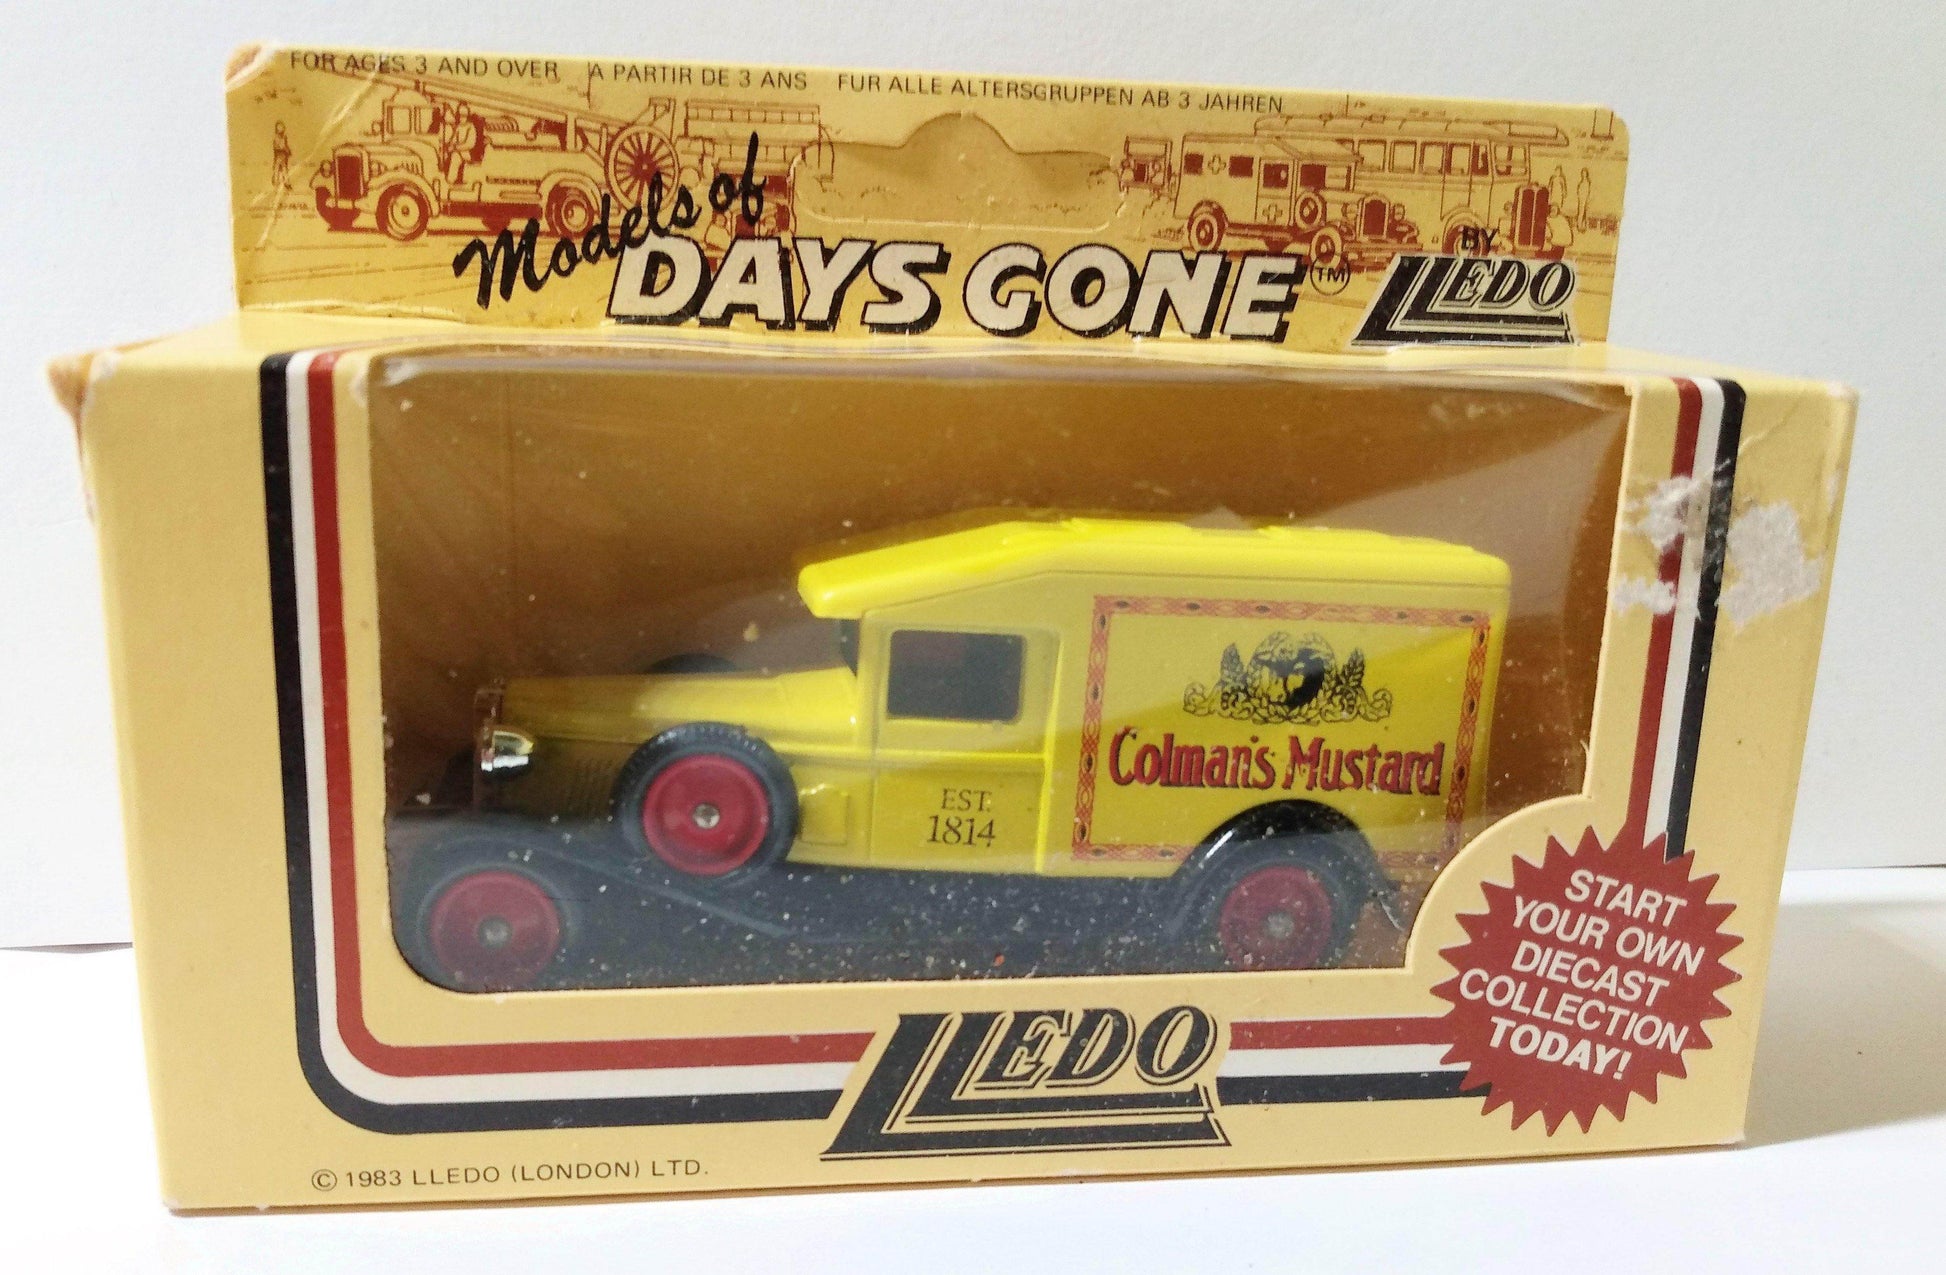 FOR AGES 3 AND OVER A PARTIR DE 3 ANS FUR ALLE ALTERSGRUPPEN AB 3 JAHREN
Models of
DAYS GONE™
BY
LLEDO
Colman's Mustard
EST.
1814
START
YOUR OWN
DIECAST
COLLECTION
TODAY!
LLEDO
© 1983 LLEDO (LONDON) LTD.